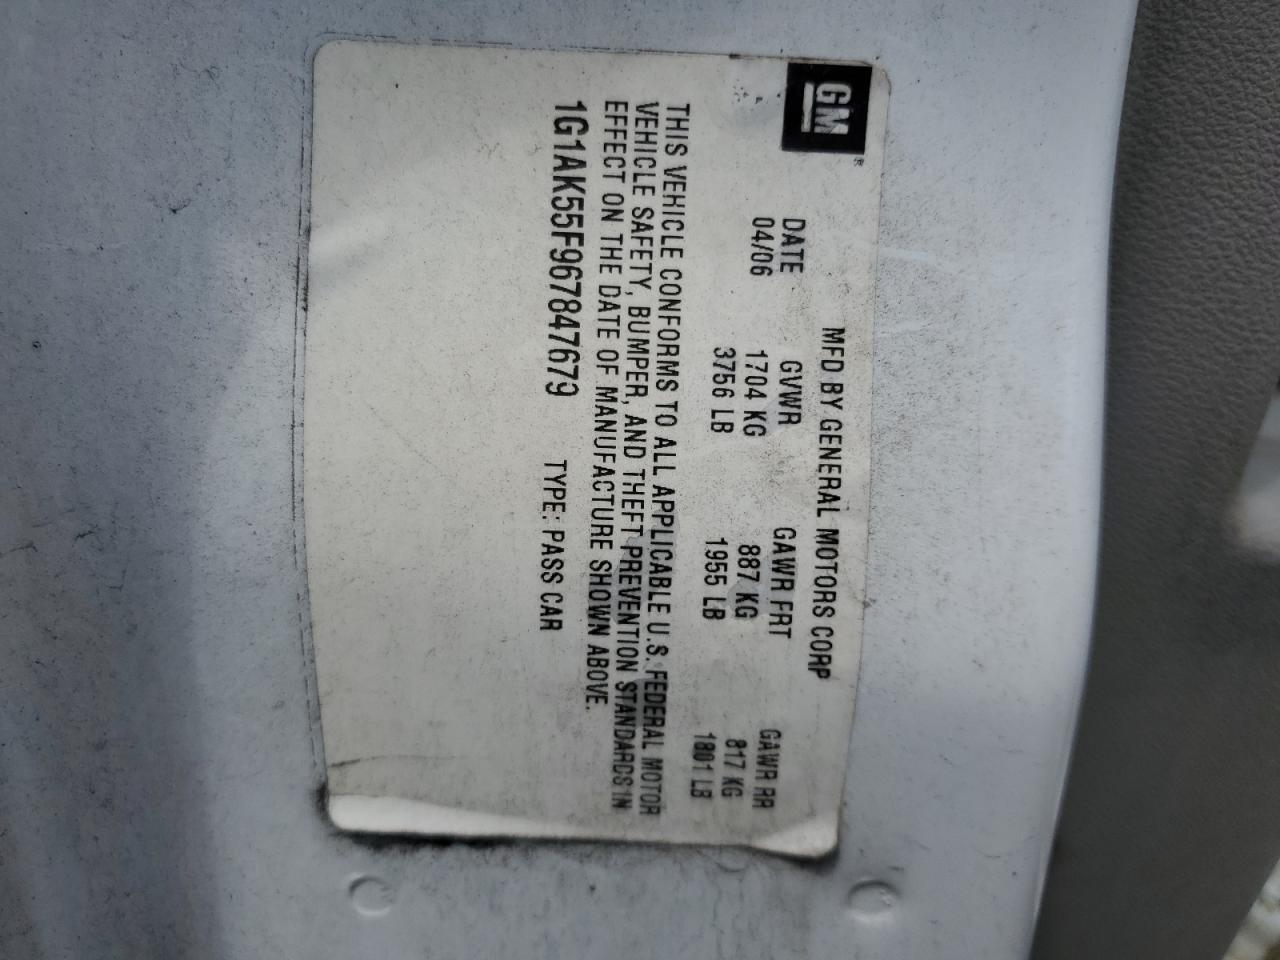 GM®
MFD BY GENERAL MOTORS CORP
DATE GVWR GAWR FRT GAWR RR
04/06 1704 KG 887 KG 817 KG
3756 LB 1955 LB 1801 LB
THIS VEHICLE CONFORMS TO ALL APPLICABLE U.S. FEDERAL MOTOR
VEHICLE SAFETY, BUMPER, AND THEFT PREVENTION STANDARDS IN
EFFECT ON THE DATE OF MANUFACTURE SHOWN ABOVE.
1G1AK55F967847679 TYPE: PASS CAR